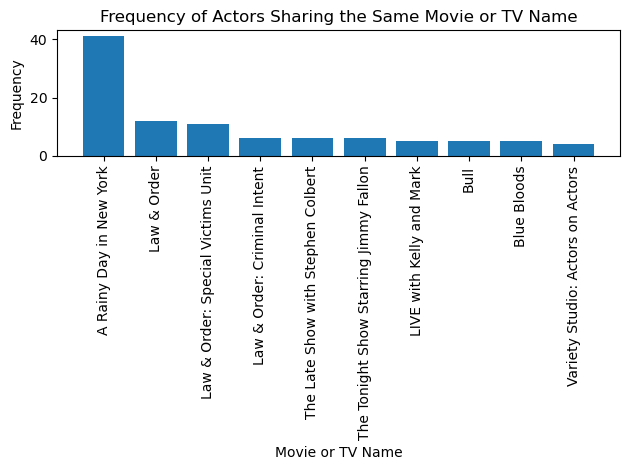 Frequency of Actors Sharing the Same Movie or TV Name
Frequency
40
20
0
A Rainy Day in New York
Law & Order
Law & Order: Special Victims Unit
Law & Order: Criminal Intent
The Late Show with Stephen Colbert
The Tonight Show Starring Jimmy Fallon
LIVE with Kelly and Mark
Bull
Blue Bloods
Variety Studio: Actors on Actors
Movie or TV Name